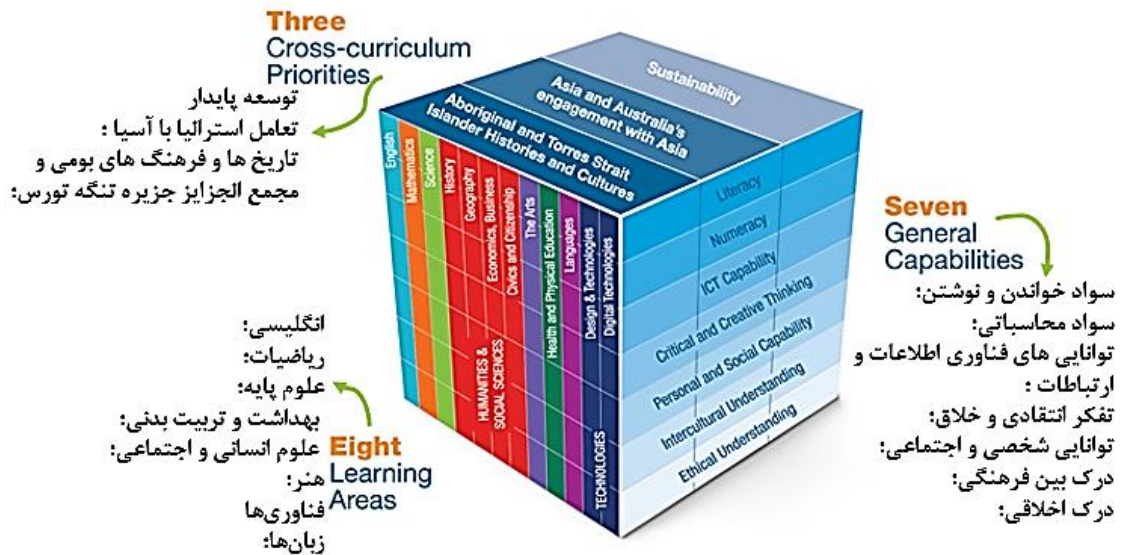 Three
Cross-curriculum
Priorities
توسعه پایدار
تعامل استرالیا با آسیا :
تاریخ ها و فرهنگ های بومی و
مجمع الجزایز جزیره تنگه تورس:
Sustainability
Asia and Australia's
engagement with Asia
Aboriginal and Torres Strait
Islander Histories and Cultures
English
Mathematics
Science
History
Geography
Economics, Business
Civics and Citizenship
HUMANITIES &
SOCIAL SCIENCES
The Arts
Health and Physical Education
Languages
Design & Technologies
Digital Technologies
TECHNOLOGIES
Literacy
Numeracy
ICT Capability
Critical and Creative Thinking
Personal and Social Capability
Intercultural Understanding
Ethical Understanding
Seven
General
Capabilities
سواد خواندن و نوشتن:
سواد محاسباتی:
توانایی های فناوری اطلاعات و
ارتباطات :
تفکر انتقادی و خلاق:
توانایی شخصی و اجتماعی:
درک بین فرهنگی:
درک اخلاقی:
انگلیسی:
ریاضیات:
علوم پایه:
بهداشت و تربیت بدنی:
علوم انسانی و اجتماعی:
هنر:
فناوری‌ها
زبان‌ها:
Eight
Learning
Areas